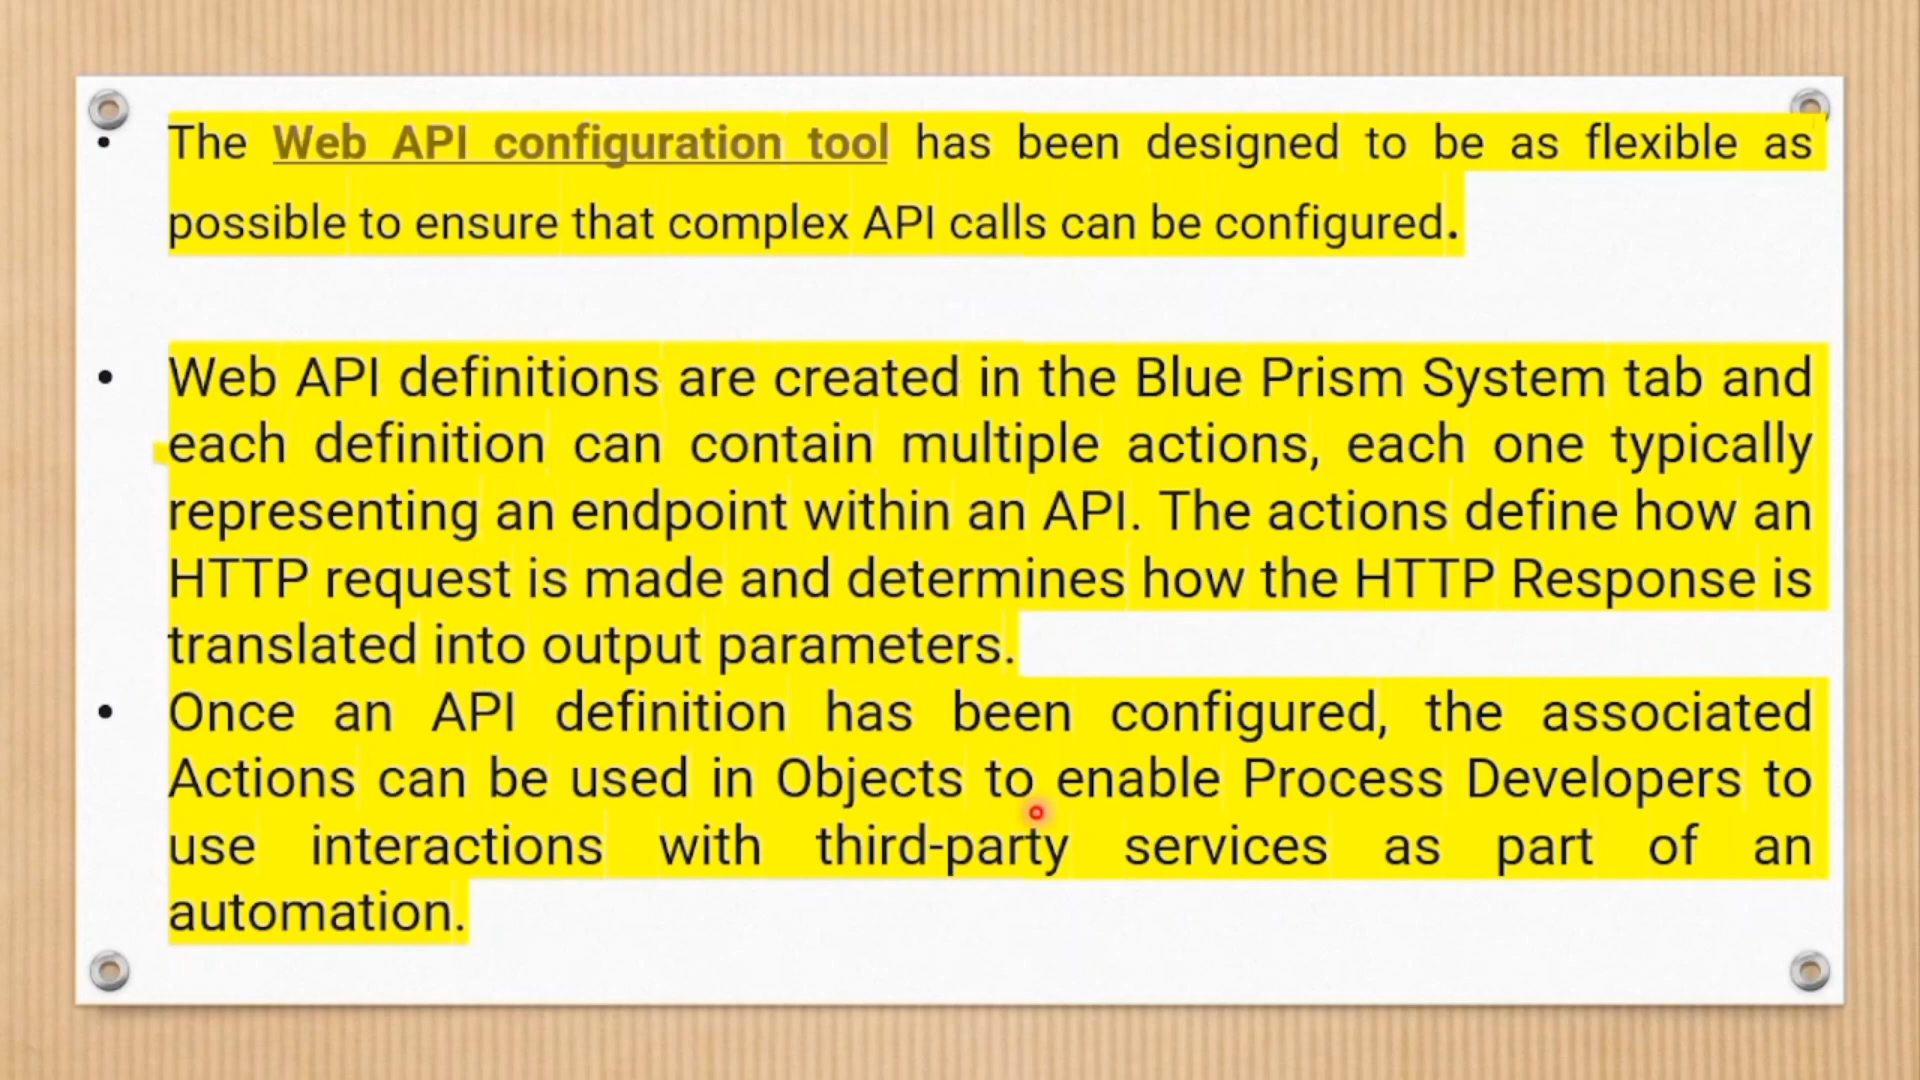 • The Web API configuration tool has been designed to be as flexible as
possible to ensure that complex API calls can be configured.
• Web API definitions are created in the Blue Prism System tab and
each definition can contain multiple actions, each one typically
representing an endpoint within an API. The actions define how an
HTTP request is made and determines how the HTTP Response is
translated into output parameters.
• Once an API definition has been configured, the associated
Actions can be used in Objects to enable Process Developers to
use interactions with third-party services as part of an
automation.